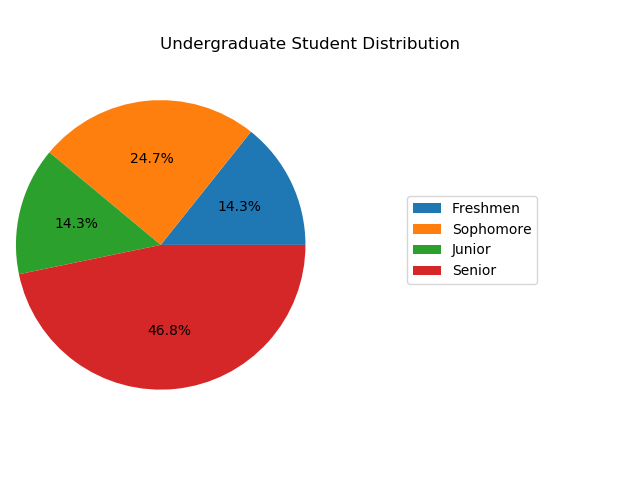 Undergraduate Student Distribution
24.7%
14.3%
14.3%
46.8%
Freshmen
Sophomore
Junior
Senior